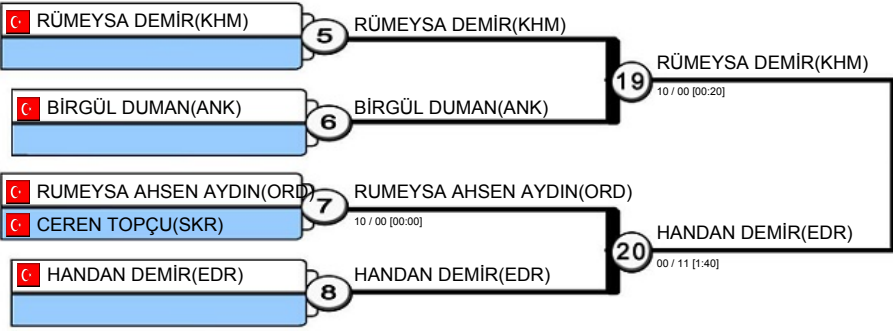 RÜMEYSA DEMİR(KHM)
5
RÜMEYSA DEMİR(KHM)
19
RÜMEYSA DEMİR(KHM)
10 / 00 [00:20]
BİRGÜL DUMAN(ANK)
6
BİRGÜL DUMAN(ANK)
RUMEYSA AHSEN AYDIN(ORD)
7
RUMEYSA AHSEN AYDIN(ORD)
10 / 00 [00:00]
CEREN TOPÇU(SKR)
20
HANDAN DEMİR(EDR)
00 / 11 [1:40]
HANDAN DEMİR(EDR)
8
HANDAN DEMİR(EDR)